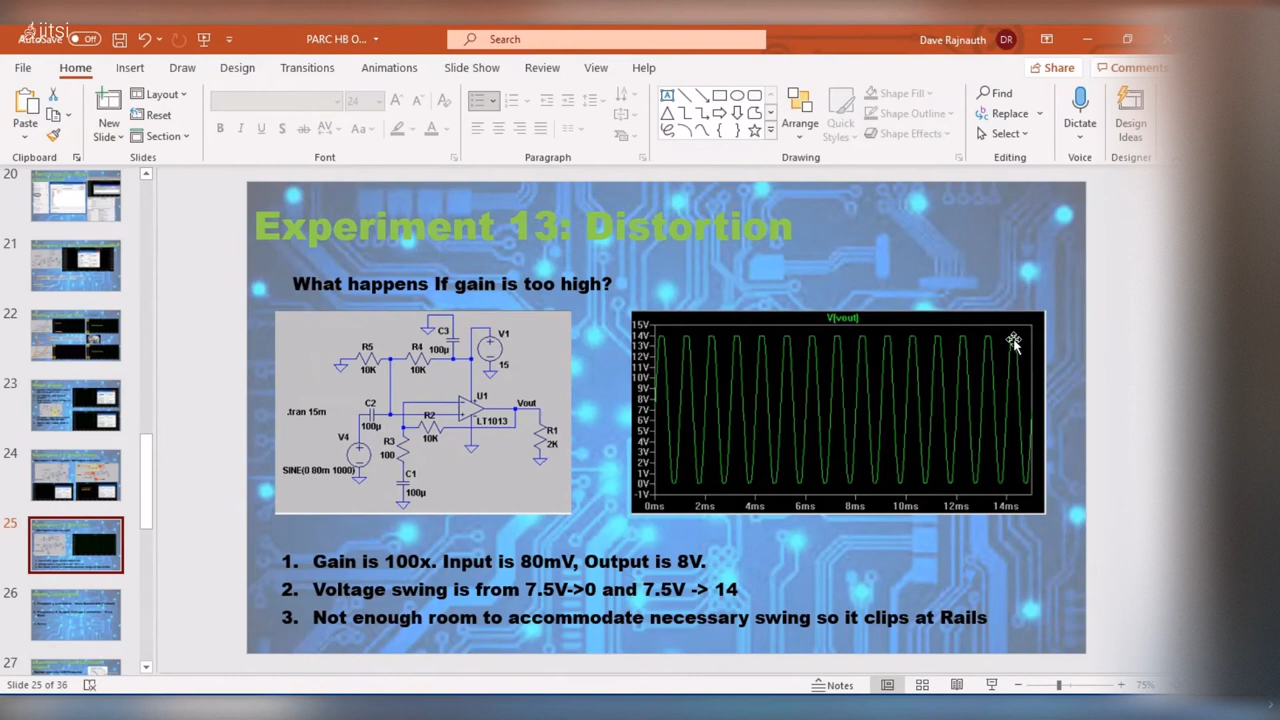 jitsi
AutoSave Off PARC HB O... Search Dave Rajnauth DR
File Home Insert Draw Design Transitions Animations Slide Show Review View Help Share Comments
Paste New Slide Layout Reset Section 24 Arrange Quick Styles Shape Fill Shape Outline Shape Effects Find Replace Select Dictate Design Ideas
Clipboard Slides Font Paragraph Drawing Editing Voice Designer
20
21
22
23
24
25
26
27
Experiment 13: Distortion
What happens If gain is too high?
C3
100µ
V1
15
R5
10K
R4
10K
.tran 15m
C2
100µ
U1
LT1013
Vout
R2
10K
R1
2K
V4
SINE(0 80m 1000)
R3
100
C1
100µ
V(vout)
15V
14V
13V
12V
11V
10V
9V
8V
7V
6V
5V
4V
3V
2V
1V
0V
-1V
0ms 2ms 4ms 6ms 8ms 10ms 12ms 14ms
1. Gain is 100x. Input is 80mV, Output is 8V.
2. Voltage swing is from 7.5V->0 and 7.5V -> 14
3. Not enough room to accommodate necessary swing so it clips at Rails
Slide 25 of 36 Notes 75%